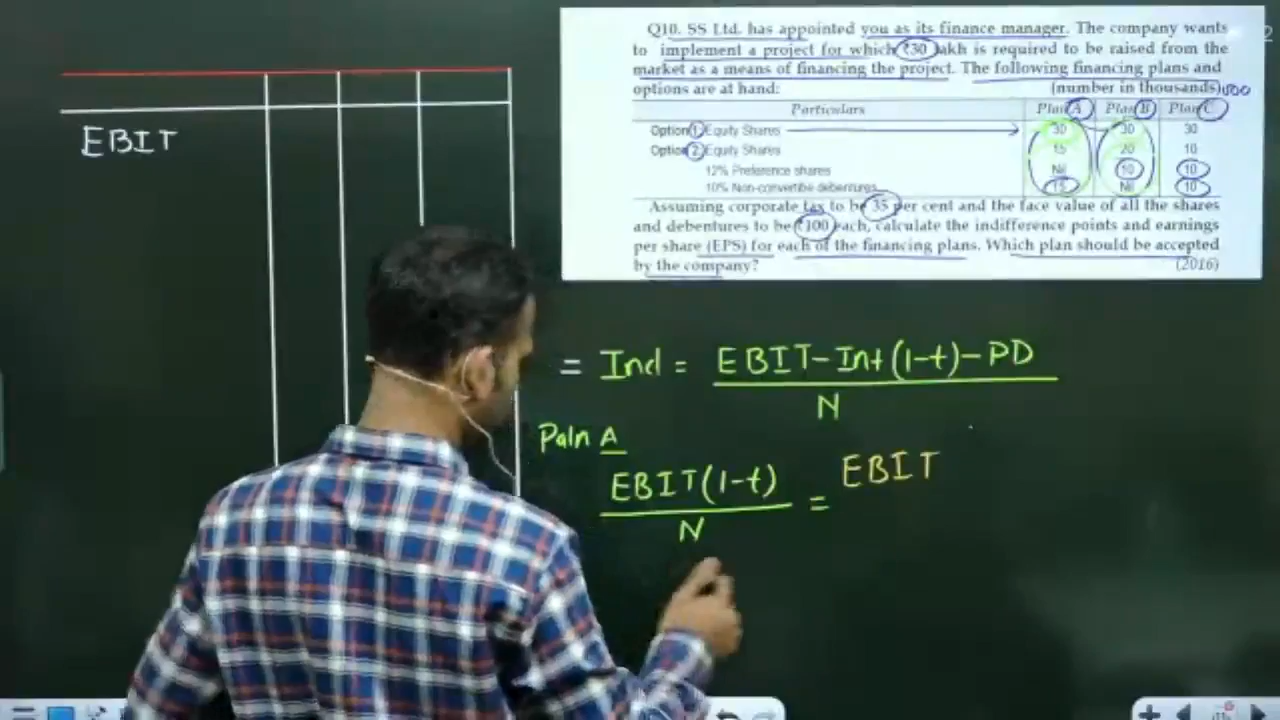 Q10. SS Ltd. has appointed you as its finance manager. The company wants
to implement a project for which ₹30 lakh is required to be raised from the
market as a means of financing the project. The following financing plans and
options are at hand: (number in thousands)
Particulars Plan A Plan B Plan C
Option 1 Equity Shares 30 30 30
Option 2 Equity Shares 15 20 10
12% Preference shares Nil 10 10
10% Non-convertibe debentures 15 Nil 10
Assuming corporate tax to be 35 per cent and the face value of all the shares
and debentures to be ₹100 each, calculate the indifference points and earnings
per share (EPS) for each of the financing plans. Which plan should be accepted
by the company? (2016)
EBIT
= Ind = EBIT-Int(1-t)-PD
N
Paln A
EBIT(1-t) = EBIT
N